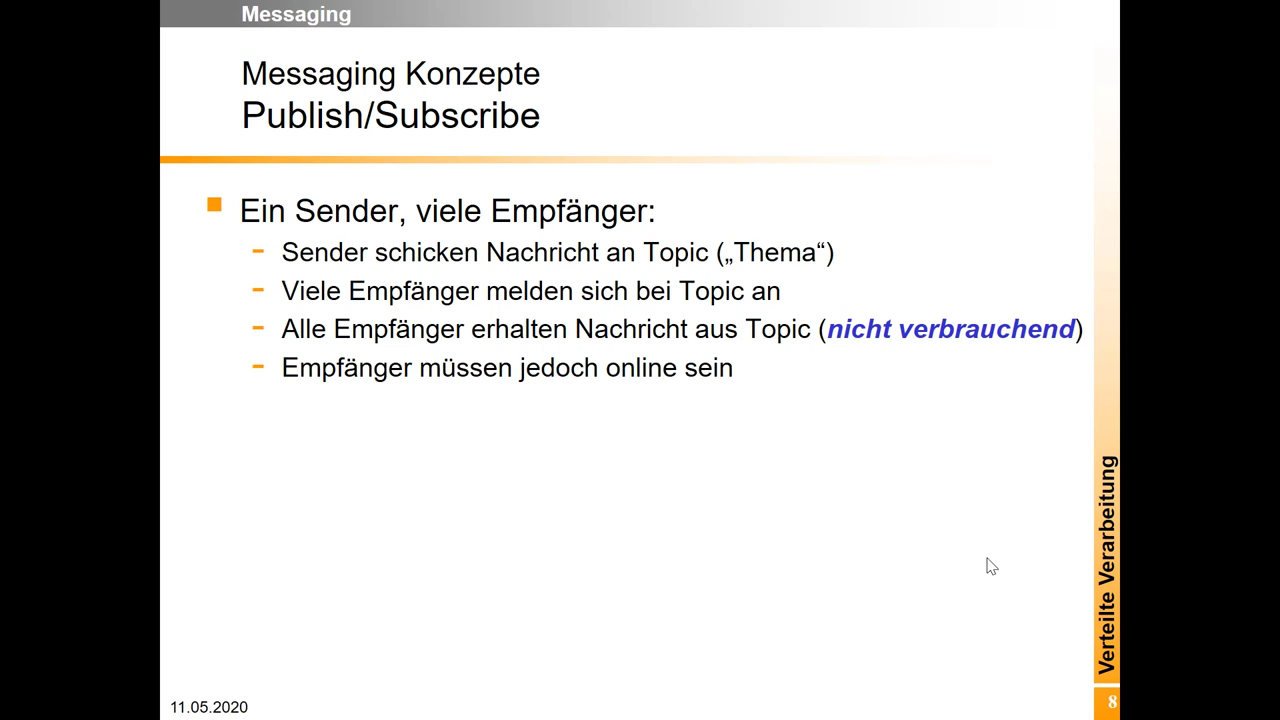 Messaging
Messaging Konzepte
Publish/Subscribe
Ein Sender, viele Empfänger:
- Sender schicken Nachricht an Topic („Thema“)
- Viele Empfänger melden sich bei Topic an
- Alle Empfänger erhalten Nachricht aus Topic (nicht verbrauchend)
- Empfänger müssen jedoch online sein
Verteilte Verarbeitung
11.05.2020
8